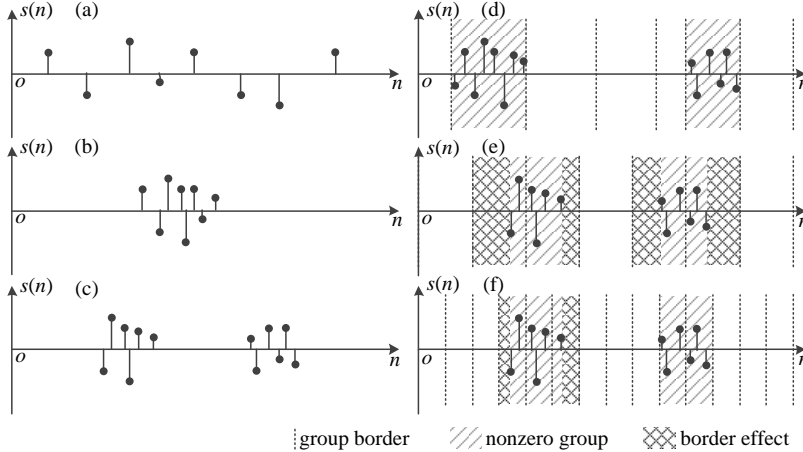 s(n) (a)
o n
s(n) (b)
o n
s(n) (c)
o n
s(n) (d)
o n
s(n) (e)
o n
s(n) (f)
o n
group border nonzero group border effect